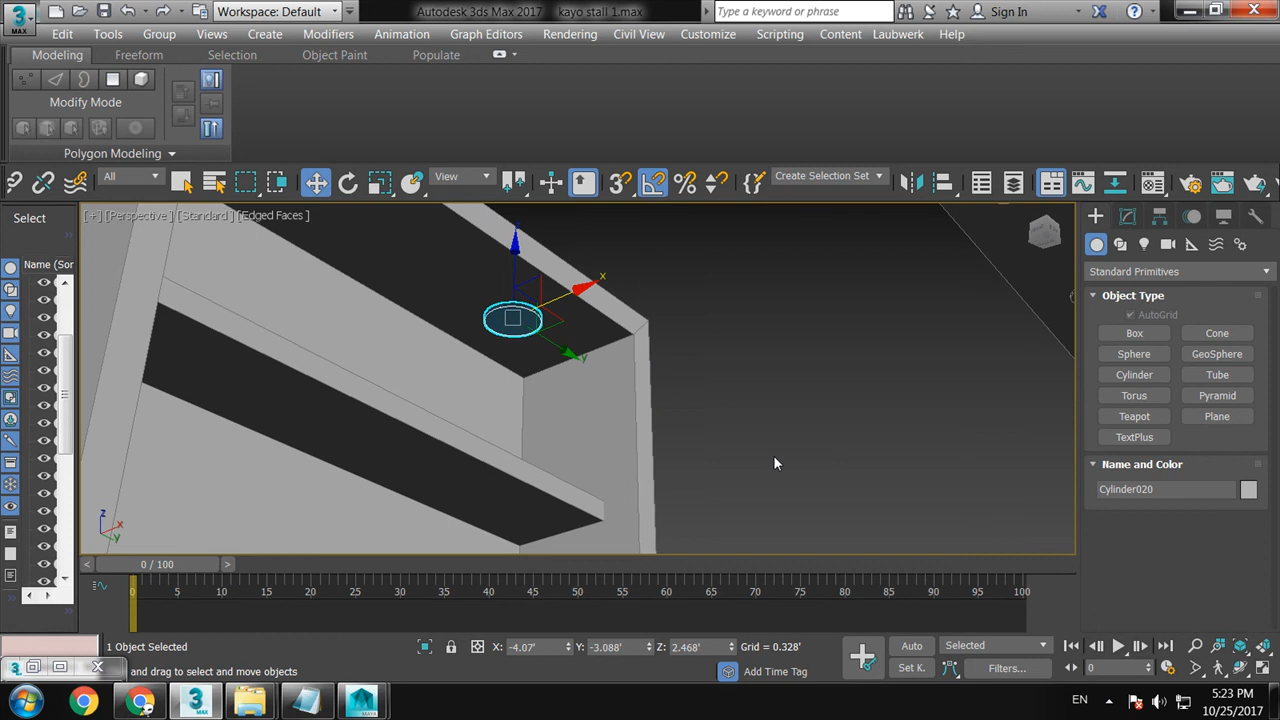 Workspace: Default
Autodesk 3ds Max 2017    kayo stall 1.max
Type a keyword or phrase
Sign In
MAX
Edit Tools Group Views Create Modifiers Animation Graph Editors Rendering Civil View Customize Scripting Content Laubwerk Help
Modeling Freeform Selection Object Paint Populate
Modify Mode
Polygon Modeling
All
View
Create Selection Set
Select
[+] [Perspective] [Standard] [Edged Faces]
Name (Sor
Standard Primitives
Object Type
AutoGrid
Box Cone
Sphere GeoSphere
Cylinder Tube
Torus Pyramid
Teapot Plane
TextPlus
Name and Color
Cylinder020
x
y
z
x
y
0 / 100
0 5 10 15 20 25 30 35 40 45 50 55 60 65 70 75 80 85 90 95 100
1 Object Selected
X: -4.07' Y: -3.088' Z: 2.468' Grid = 0.328'
Auto Selected
and drag to select and move objects
Add Time Tag
Set K. Filters... 0
EN
5:23 PM
10/25/2017